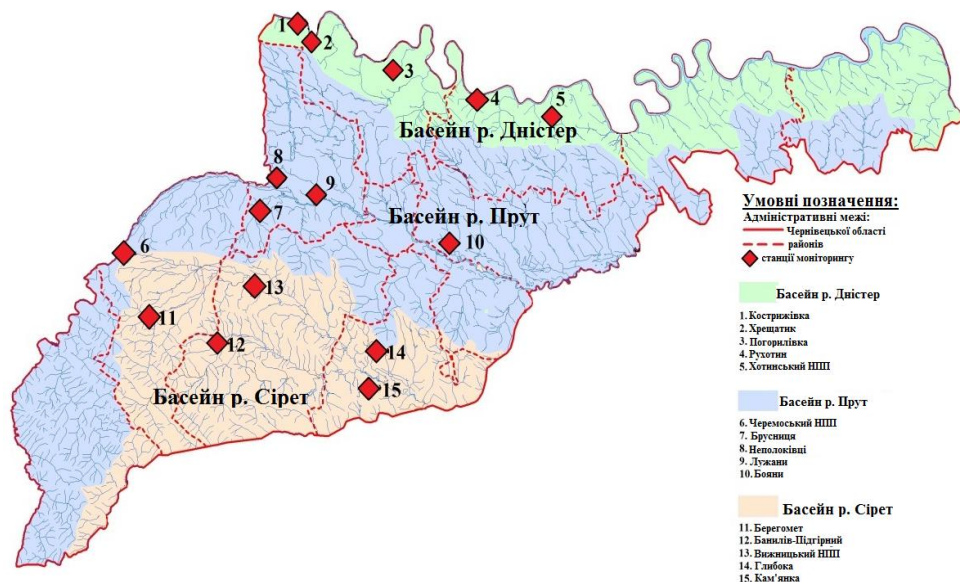 1
2
3
4
5
Басейн р. Дністер
8
9
7
Басейн р. Прут
10
6
13
11
12
14
15
Басейн р. Сірет
Умовні позначення:
Адміністративні межі:
Чернівецької області
районів
станції моніторингу
Басейн р. Дністер
1. Кострижівка
2. Хрещатик
3. Погорилівка
4. Рухотин
5. Хотинський НПП
Басейн р. Прут
6. Черемоський НПП
7. Брусниця
8. Неполоківці
9. Лужани
10. Бояни
Басейн р. Сірет
11. Берегомет
12. Банилів-Підгірний
13. Вижницький НПП
14. Глибока
15. Кам'янка